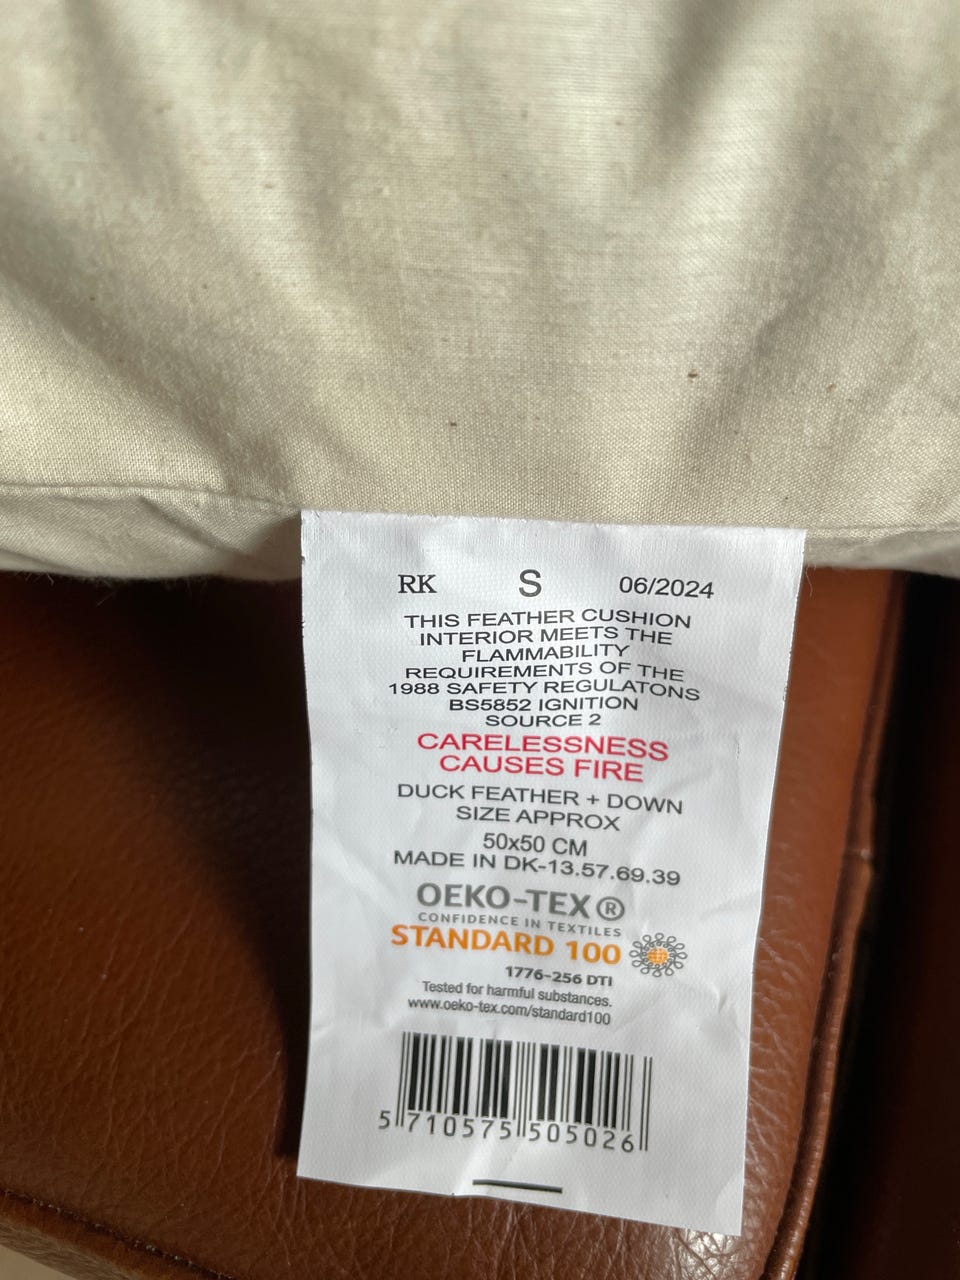 RK S 06/2024
THIS FEATHER CUSHION
INTERIOR MEETS THE
FLAMMABILITY
REQUIREMENTS OF THE
1988 SAFETY REGULATONS
BS5852 IGNITION
SOURCE 2
CARELESSNESS
CAUSES FIRE
DUCK FEATHER + DOWN
SIZE APPROX
50x50 CM
MADE IN DK-13.57.69.39
OEKO-TEX®
CONFIDENCE IN TEXTILES
STANDARD 100
1776-256 DTI
Tested for harmful substances.
www.oeko-tex.com/standard100
5 710575 505026